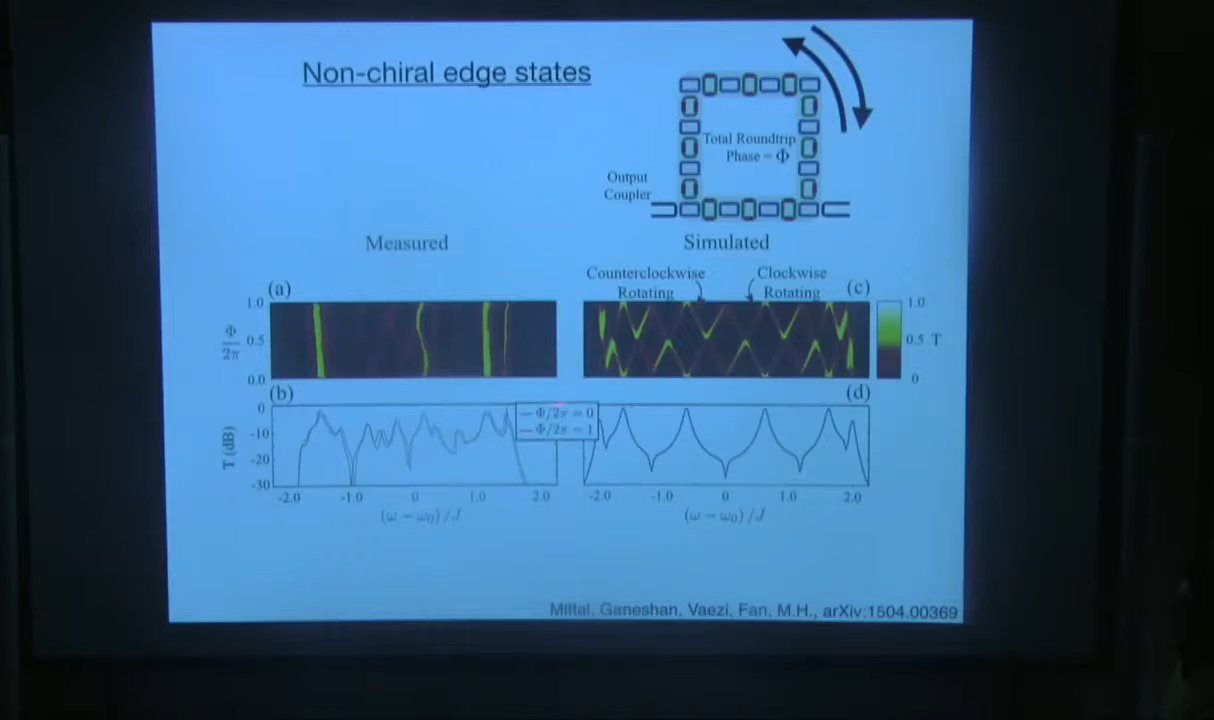 Non-chiral edge states
Total Roundtrip
Phase = Φ
Output
Coupler
Measured
Simulated
Counterclockwise
Rotating
Clockwise
Rotating
(a)
(c)
1.0
0.5
0.0
Φ
2π
1.0
0.5 T
0
(b)
(d)
0
-10
-20
-30
T (dB)
Φ/2π = 0
Φ/2π = 1
-2.0 -1.0 0 1.0 2.0
-2.0 -1.0 0 1.0 2.0
(ω − ω₀)/J
(ω − ω₀)/J
Mittal, Ganeshan, Vaezi, Fan, M.H., arXiv:1504.00369